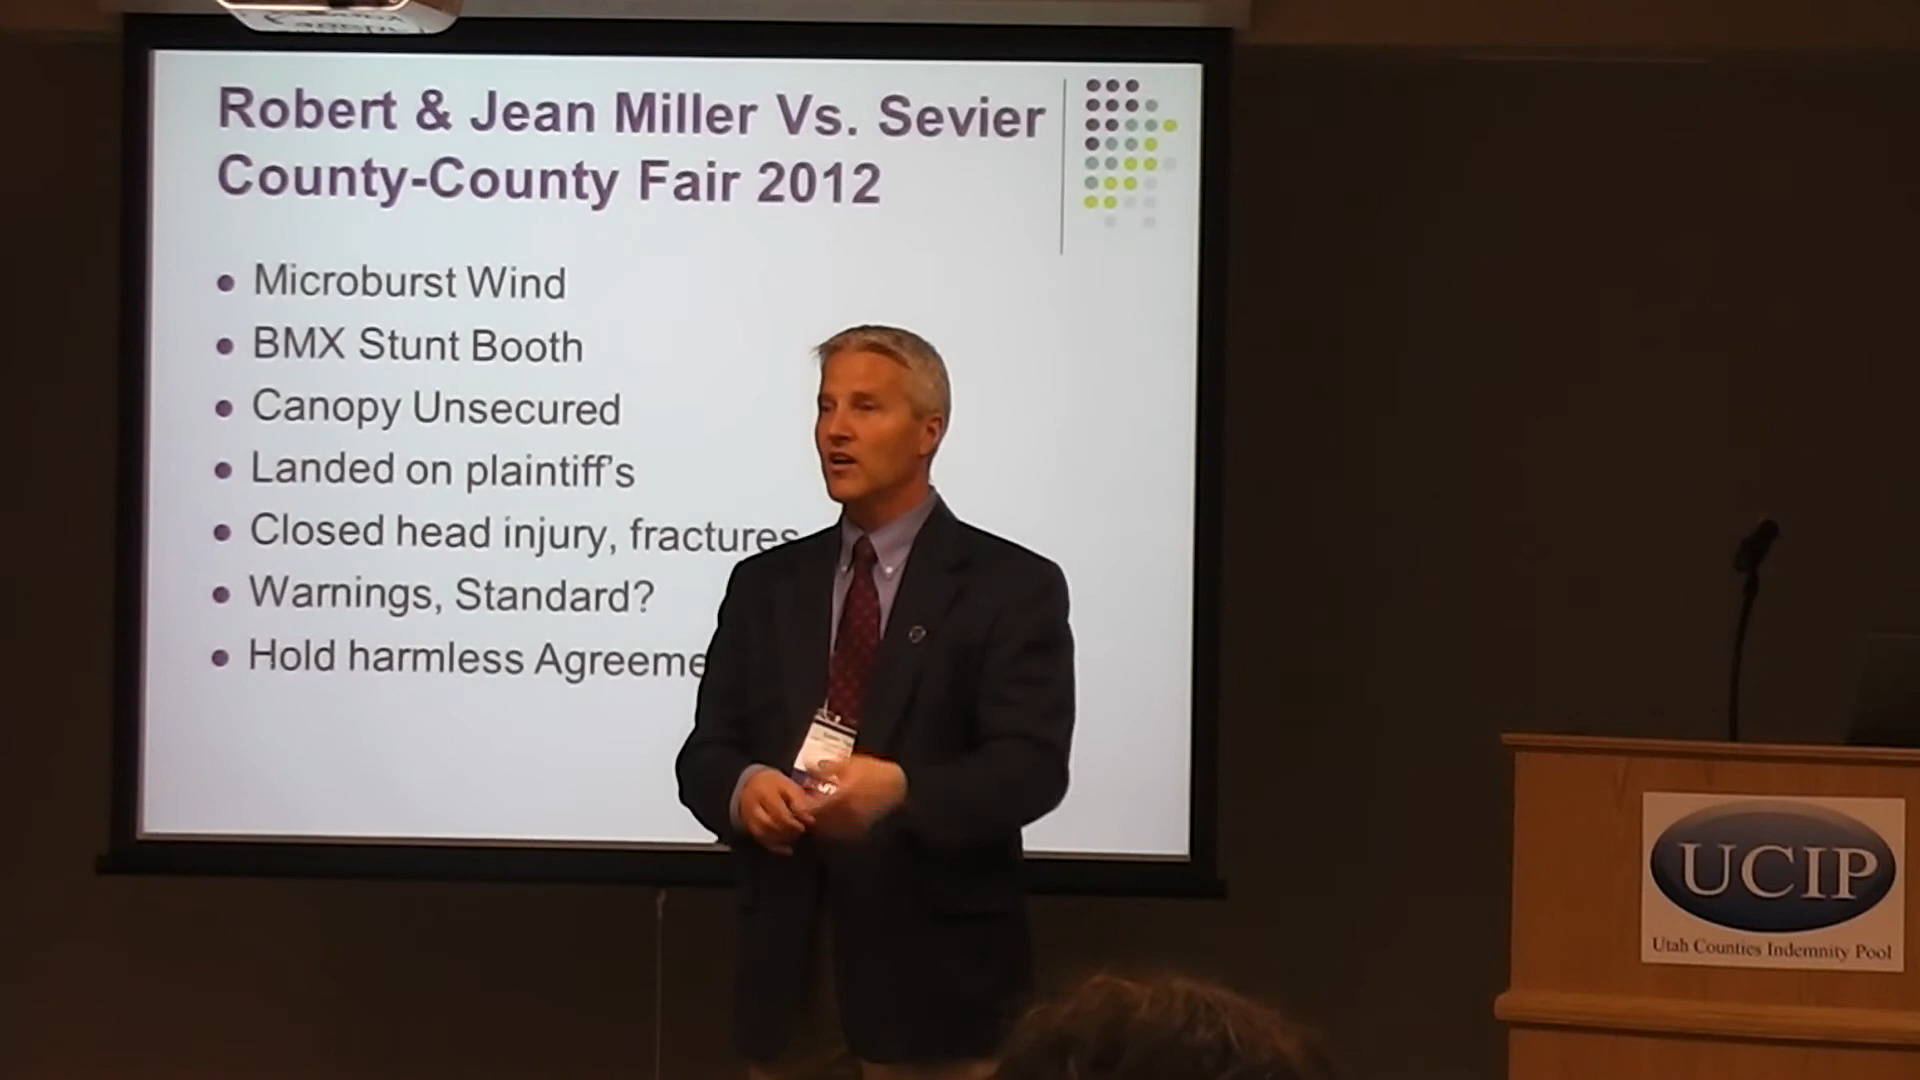 Robert & Jean Miller Vs. Sevier
County-County Fair 2012
Microburst Wind
BMX Stunt Booth
Canopy Unsecured
Landed on plaintiff's
Closed head injury, fractures
Warnings, Standard?
Hold harmless Agreeme
UCIP
Utah Counties Indemnity Pool